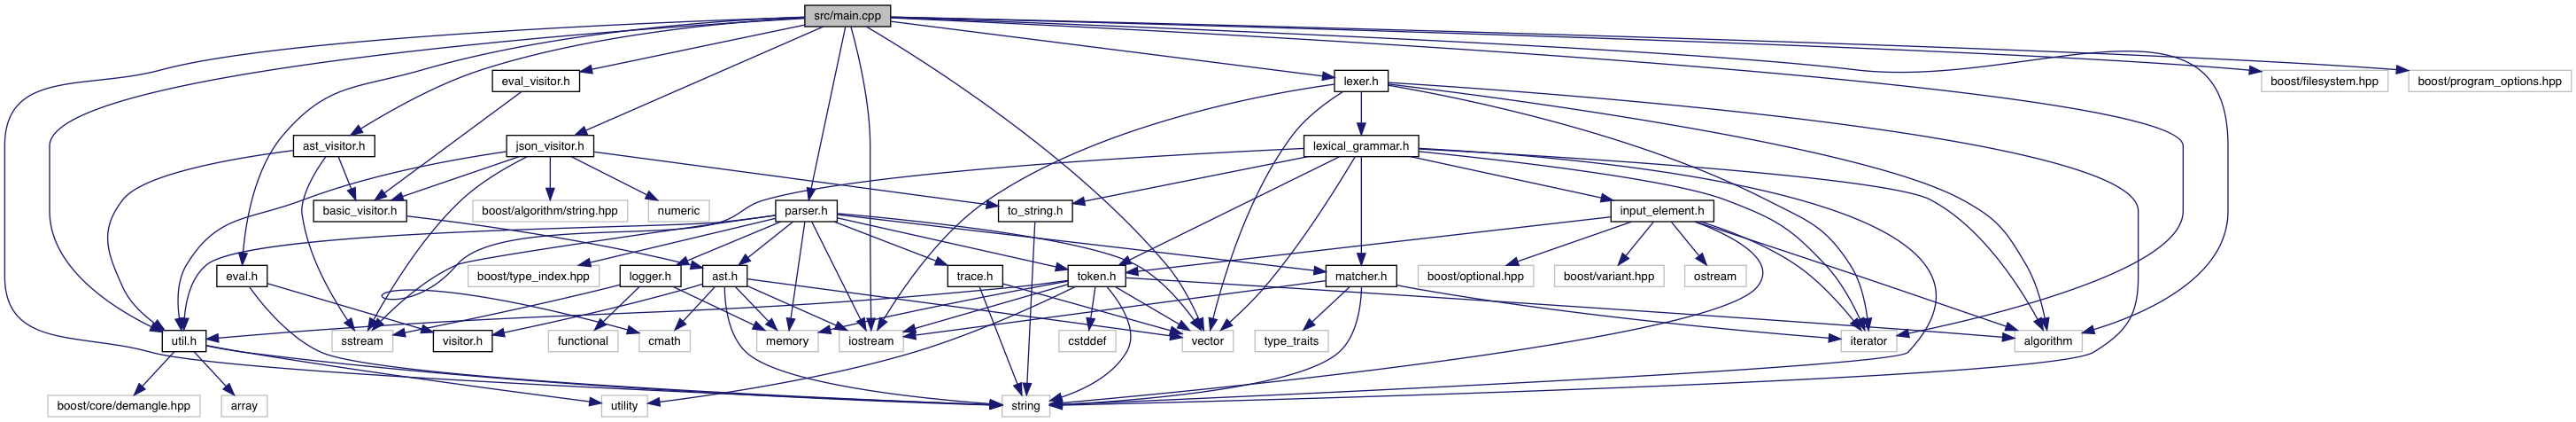 src/main.cpp
eval_visitor.h
lexer.h
boost/filesystem.hpp
boost/program_options.hpp
ast_visitor.h
json_visitor.h
lexical_grammar.h
basic_visitor.h
boost/algorithm/string.hpp
numeric
parser.h
to_string.h
input_element.h
eval.h
boost/type_index.hpp
logger.h
ast.h
trace.h
token.h
matcher.h
boost/optional.hpp
boost/variant.hpp
ostream
util.h
sstream
visitor.h
functional
cmath
memory
iostream
cstddef
vector
type_traits
iterator
algorithm
boost/core/demangle.hpp
array
utility
string